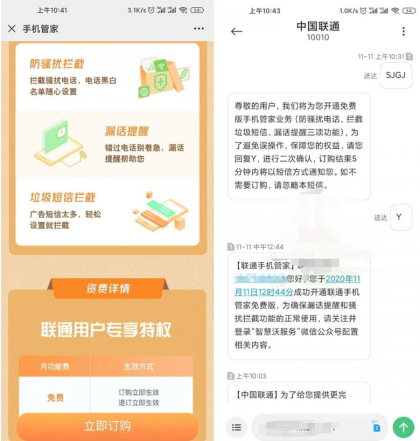 上午10:41
3.1K/s
手机管家
防骚扰拦截
拦截骚扰电话、电话黑白
名单随心设置
漏话提醒
错过电话别着急，漏话
提醒帮助您
垃圾短信拦截
广告短信太多，轻松
设置就拦截
资费详情
联通用户专享特权
月功能费
生效方式
免费
订购立即生效
退订立即生效
立即订购
上午10:43
1.0K/s
中国联通
10010
11-11 上午10:31
送达
SJGJ
尊敬的用户，我们将为您开通免费
版手机管家业务(防骚扰电话、拦截
垃圾短信、漏话提醒三项功能)，为
了避免误操作，保障您的权益，请您
回复Y，进行二次确认，订购结果5
分钟内将以短信方式通知您。如不
需要订购，请忽略本短信。
送达
Y
11-11 中午12:44
【联通手机管家】
您好，您于2020年11
月11日12时44分成功开通联通手机
管家免费版，为确保漏话提醒和骚
扰拦截功能的正常使用，请关注并
登录"智慧沃服务"微信公众号配置
相关内容。
上午10:03
【中国联通】为了给您提供更完